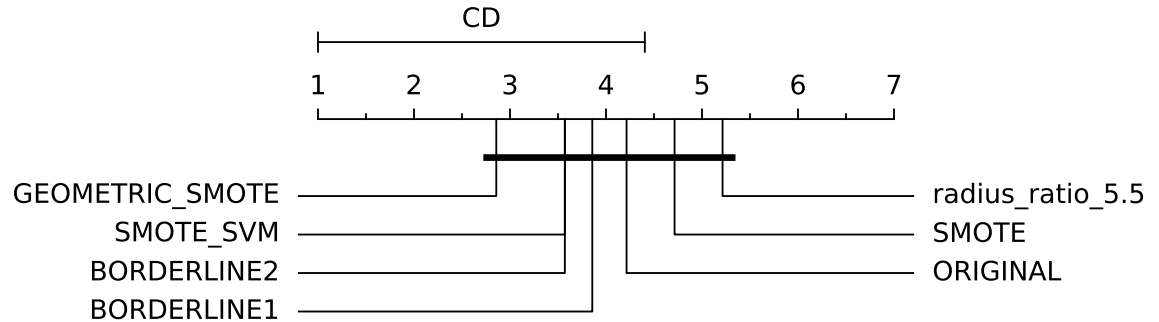 CD
1 2 3 4 5 6 7
GEOMETRIC_SMOTE radius_ratio_5.5
SMOTE_SVM SMOTE
BORDERLINE2 ORIGINAL
BORDERLINE1